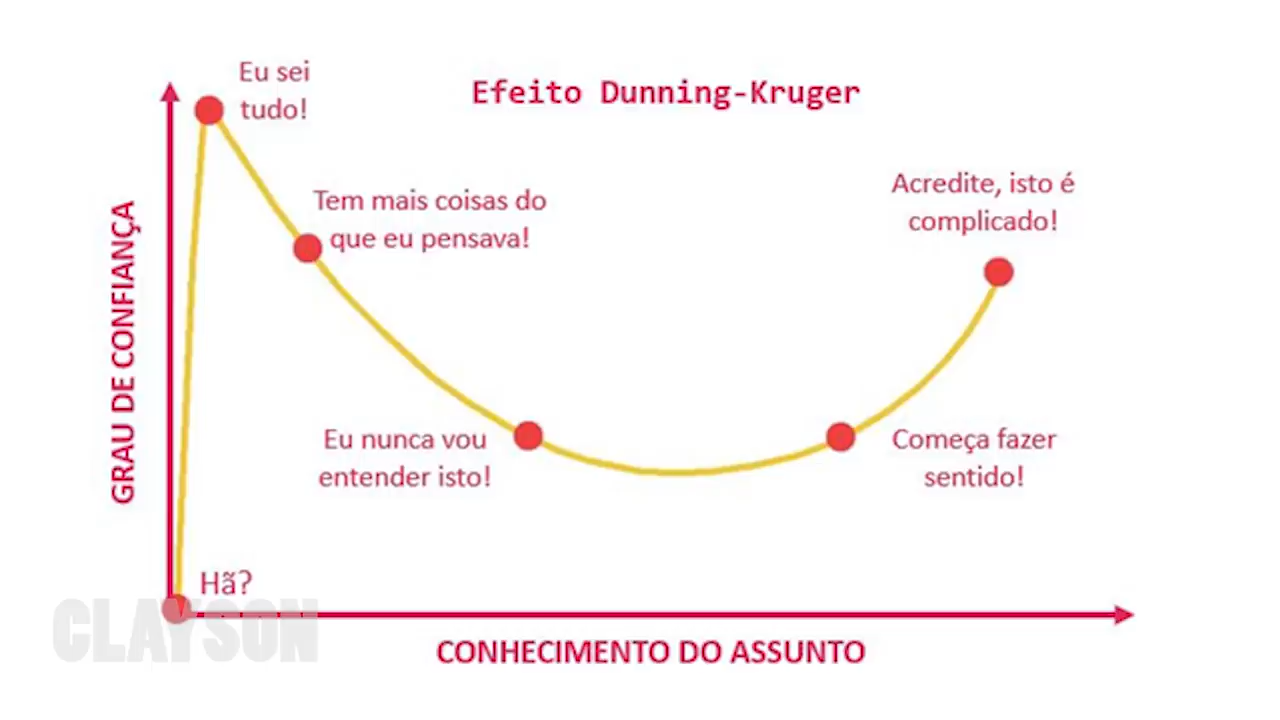 Efeito Dunning-Kruger
Eu sei
tudo!
Tem mais coisas do
que eu pensava!
Acredite, isto é
complicado!
Eu nunca vou
entender isto!
Começa fazer
sentido!
Hã?
GRAU DE CONFIANÇA
CONHECIMENTO DO ASSUNTO
CLAYSON